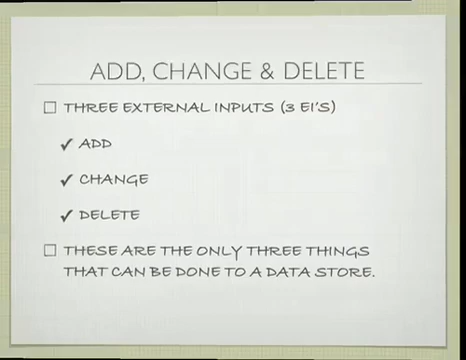 ADD, CHANGE & DELETE
THREE EXTERNAL INPUTS (3 EI'S)
ADD
CHANGE
DELETE
THESE ARE THE ONLY THREE THINGS
THAT CAN BE DONE TO A DATA STORE.